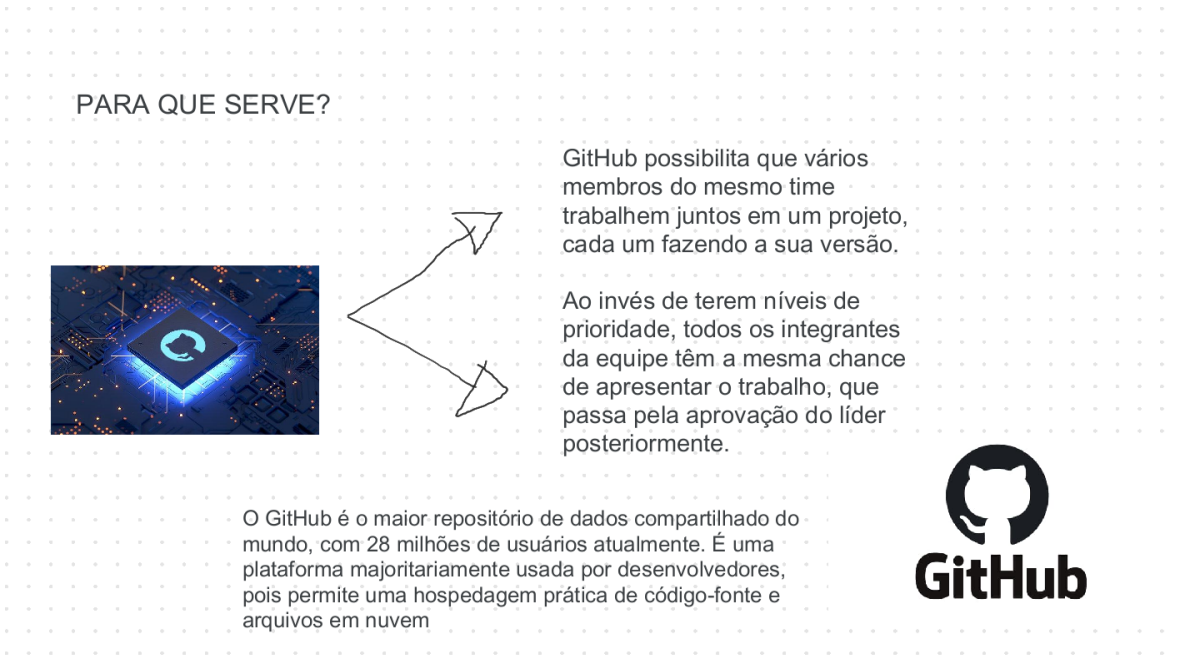 PARA QUE SERVE?
GitHub possibilita que vários
membros do mesmo time
trabalhem juntos em um projeto,
cada um fazendo a sua versão.
Ao invés de terem níveis de
prioridade, todos os integrantes
da equipe têm a mesma chance
de apresentar o trabalho, que
passa pela aprovação do líder
posteriormente.
O GitHub é o maior repositório de dados compartilhado do
mundo, com 28 milhões de usuários atualmente. É uma
plataforma majoritariamente usada por desenvolvedores,
pois permite uma hospedagem prática de código-fonte e
arquivos em nuvem
GitHub